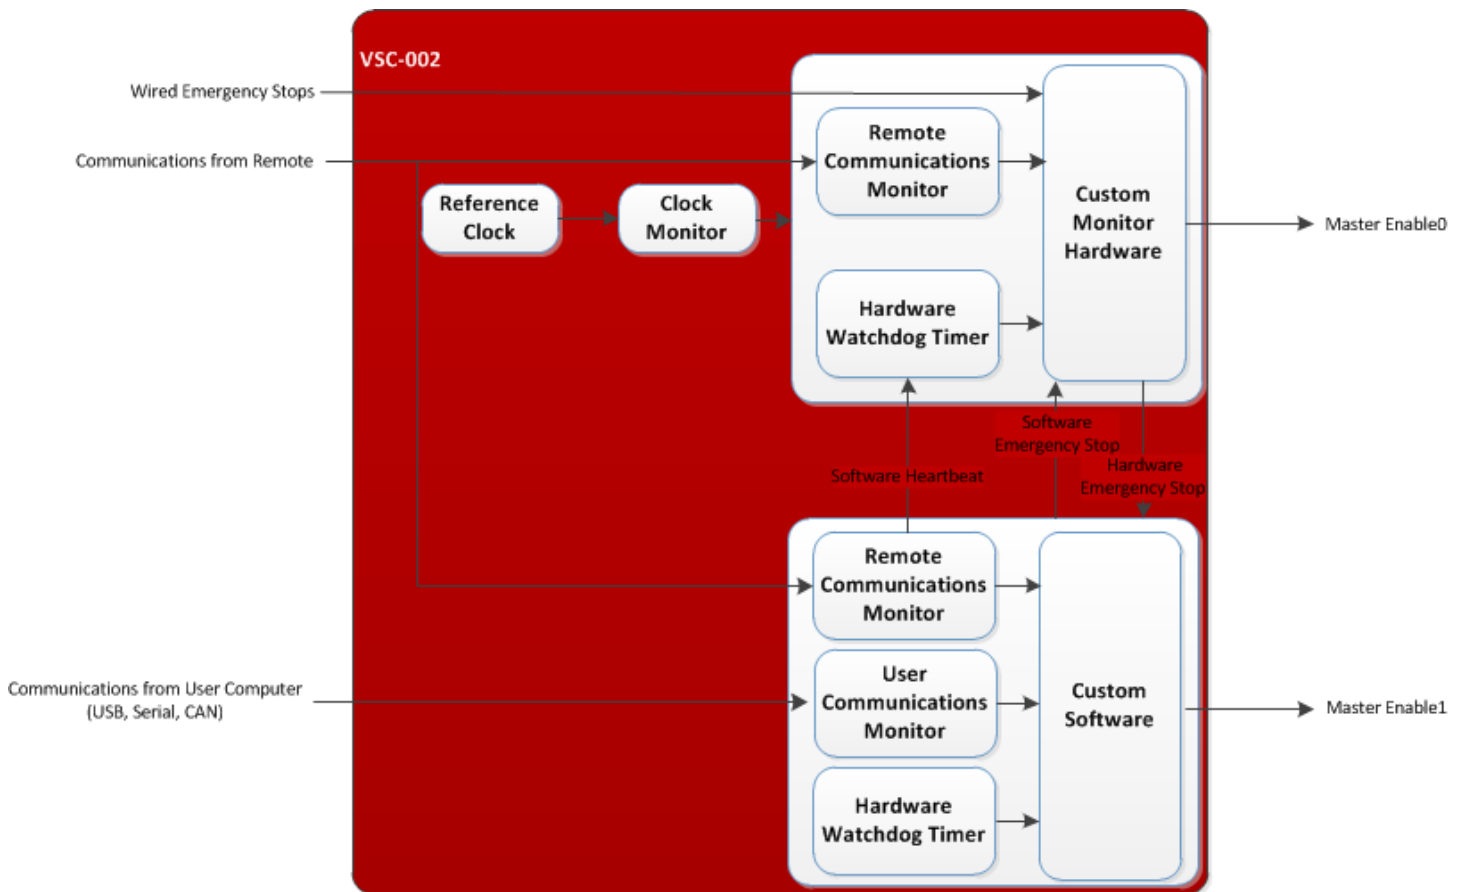 VSC-002
Wired Emergency Stops
Communications from Remote
Reference
Clock
Clock
Monitor
Remote
Communications
Monitor
Hardware
Watchdog Timer
Custom
Monitor
Hardware
Master Enable0
Software
Emergency Stop
Software Heartbeat
Hardware
Emergency Stop
Remote
Communications
Monitor
Communications from User Computer
(USB, Serial, CAN)
User
Communications
Monitor
Hardware
Watchdog Timer
Custom
Software
Master Enable1